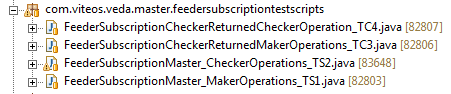 com.viteos.veda.master.feedersubscriptiontestscripts
FeederSubscriptionCheckerReturnedCheckerOperation_TC4.java [82807]
FeederSubscriptionCheckerReturnedMakerOperations_TC3.java [82806]
FeederSubscriptionMaster_CheckerOperations_TS2.java [83648]
FeederSubscriptionMaster_MakerOperations_TS1.java [82803]